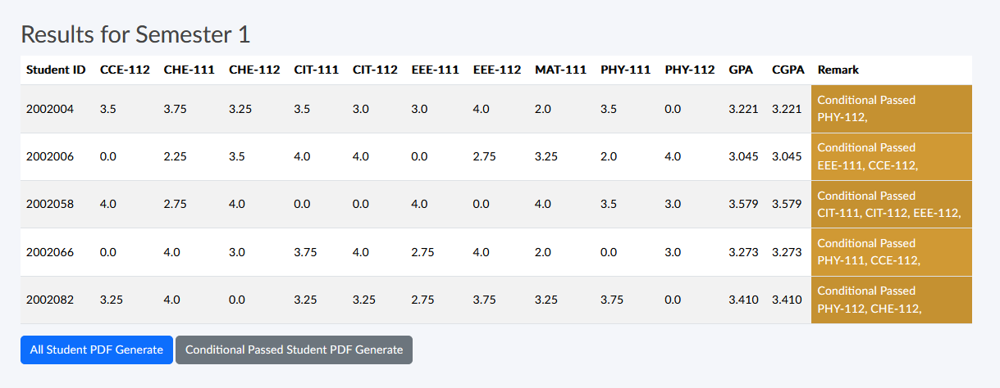 Results for Semester 1
Student ID CCE-112 CHE-111 CHE-112 CIT-111 CIT-112 EEE-111 EEE-112 MAT-111 PHY-111 PHY-112 GPA CGPA Remark
2002004 3.5 3.75 3.25 3.5 3.0 3.0 4.0 2.0 3.5 0.0 3.221 3.221 Conditional Passed
PHY-112,
2002006 0.0 2.25 3.5 4.0 4.0 0.0 2.75 3.25 2.0 4.0 3.045 3.045 Conditional Passed
EEE-111, CCE-112,
2002058 4.0 2.75 4.0 0.0 0.0 4.0 0.0 4.0 3.5 3.0 3.579 3.579 Conditional Passed
CIT-111, CIT-112, EEE-112,
2002066 0.0 4.0 3.0 3.75 4.0 2.75 4.0 2.0 0.0 3.0 3.273 3.273 Conditional Passed
PHY-111, CCE-112,
2002082 3.25 4.0 0.0 3.25 3.25 2.75 3.75 3.25 3.75 0.0 3.410 3.410 Conditional Passed
PHY-112, CHE-112,
All Student PDF Generate Conditional Passed Student PDF Generate